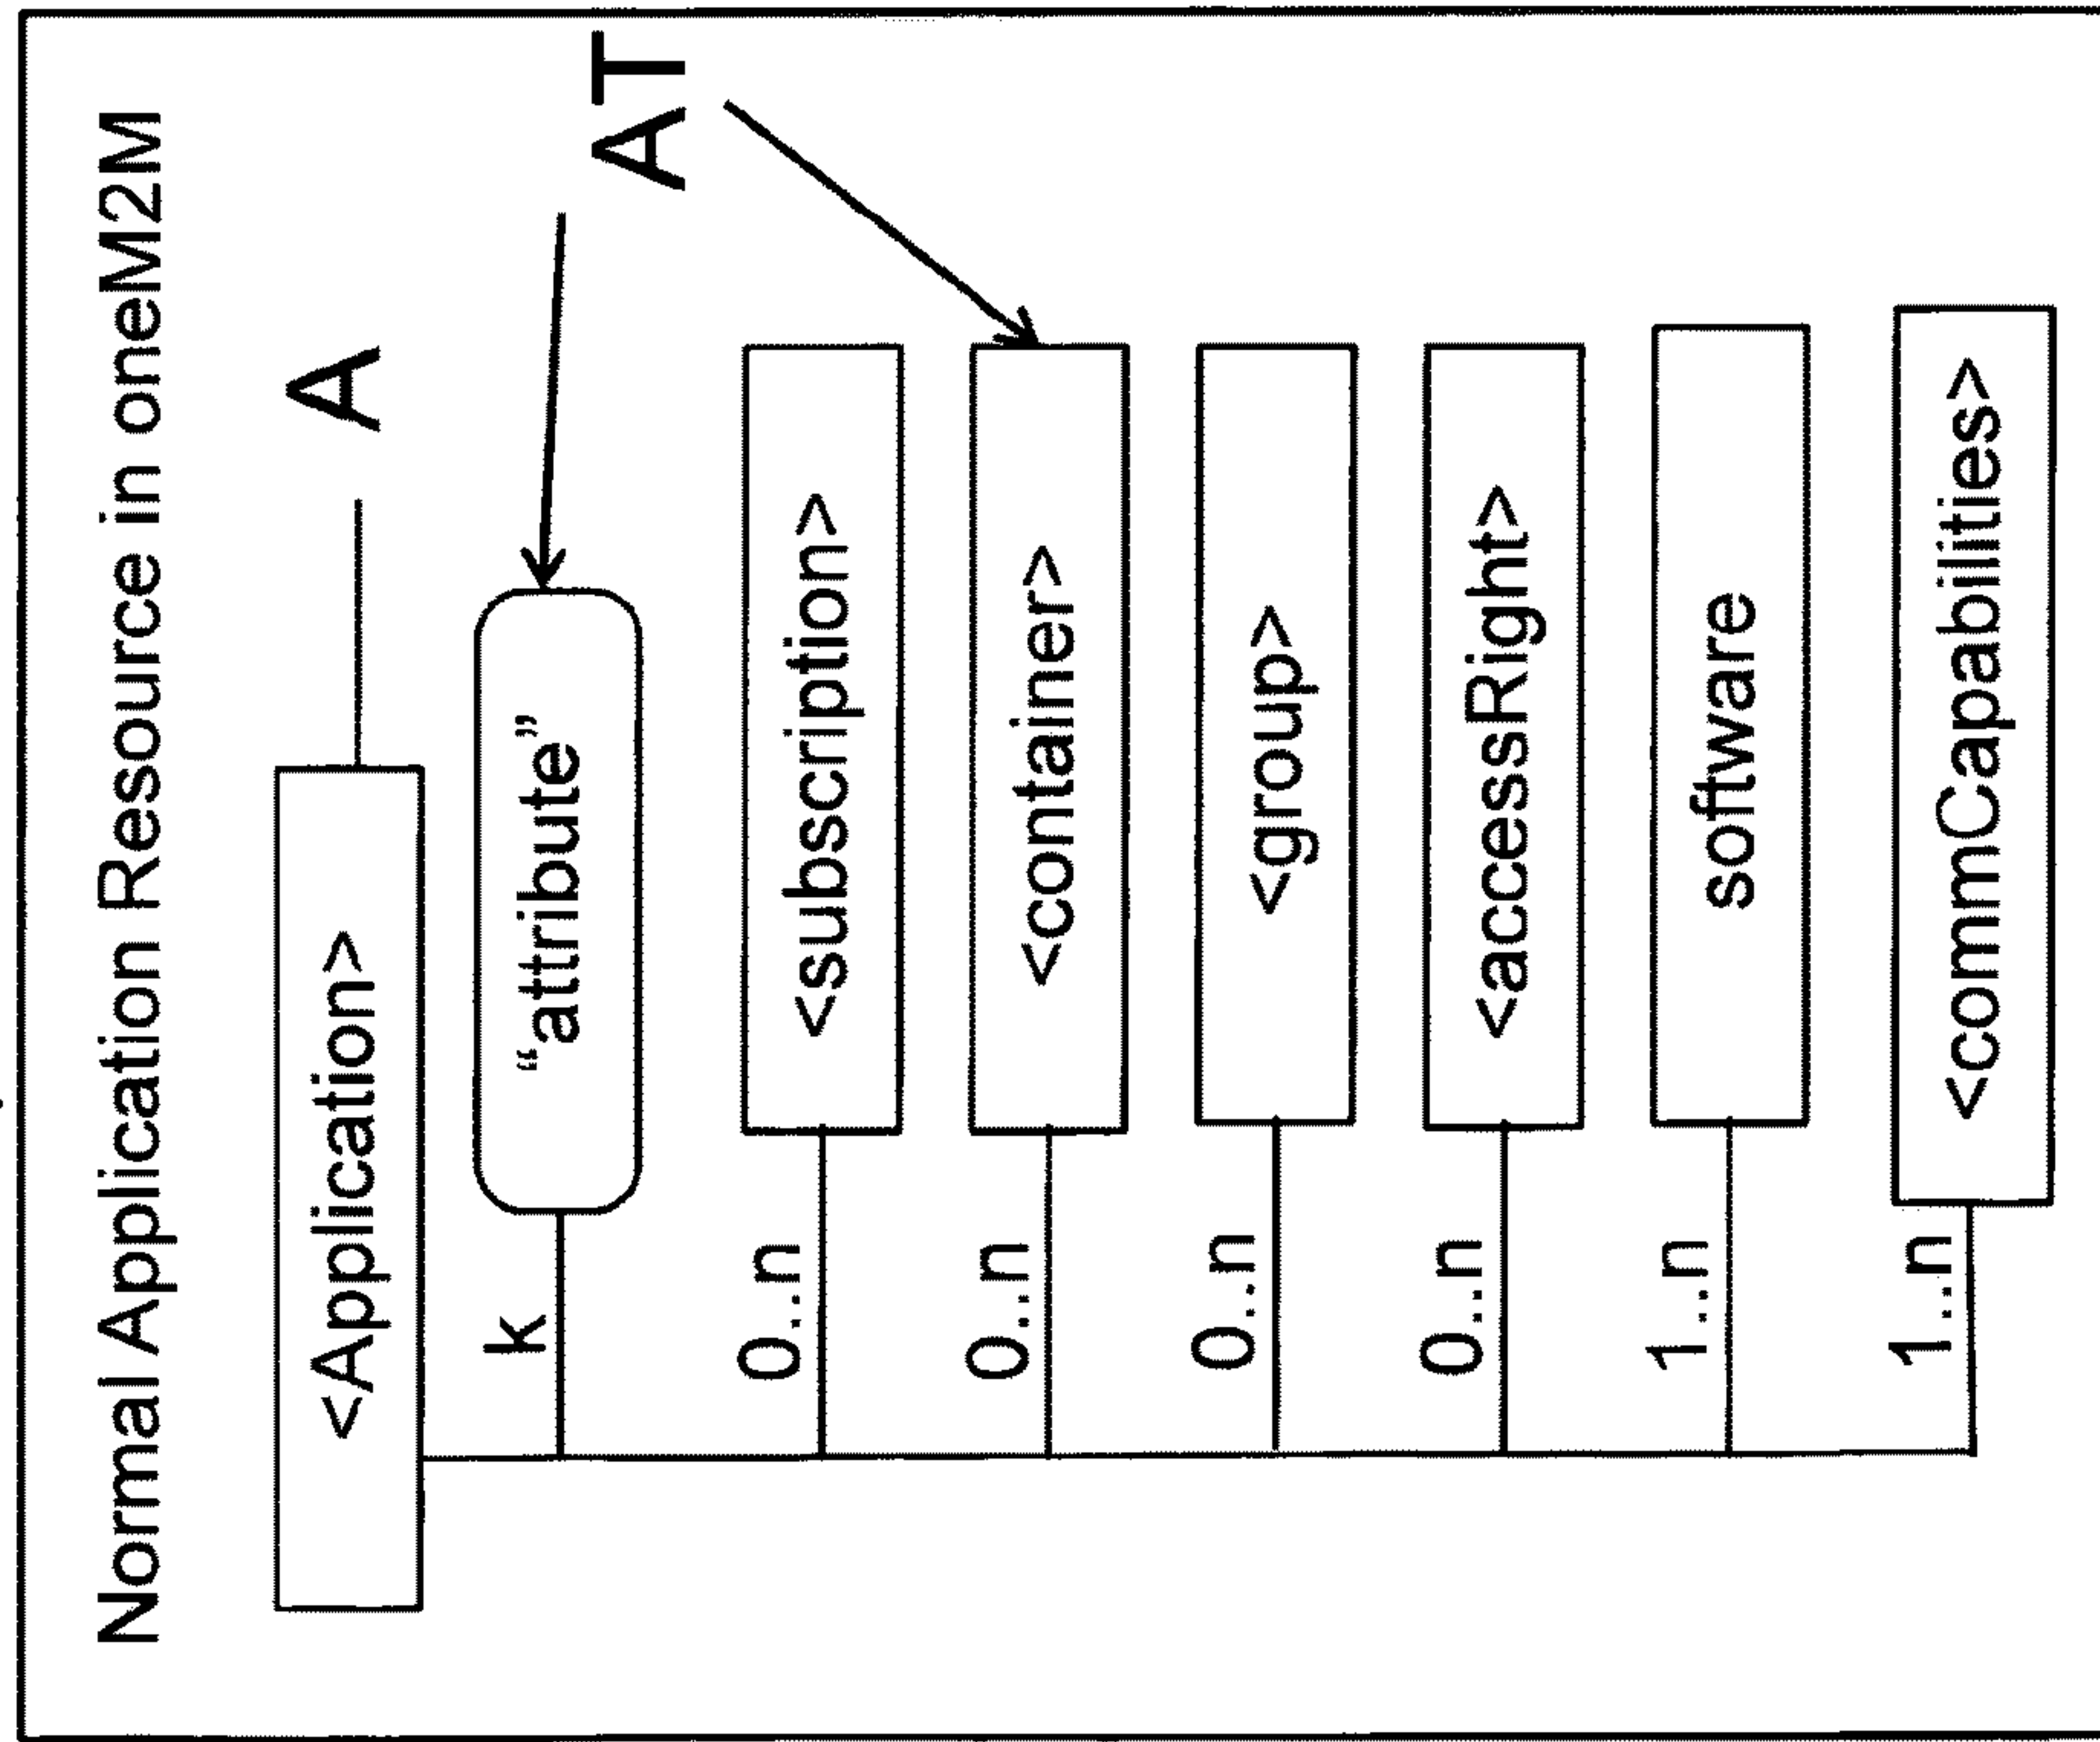 Normal Application Resource in oneM2M
<Application>
A
k
“attribute”
AT
0..n
<subscription>
0..n
<container>
0..n
<group>
0..n
<accessRight>
1..n
software
1..n
<commCapabilities>